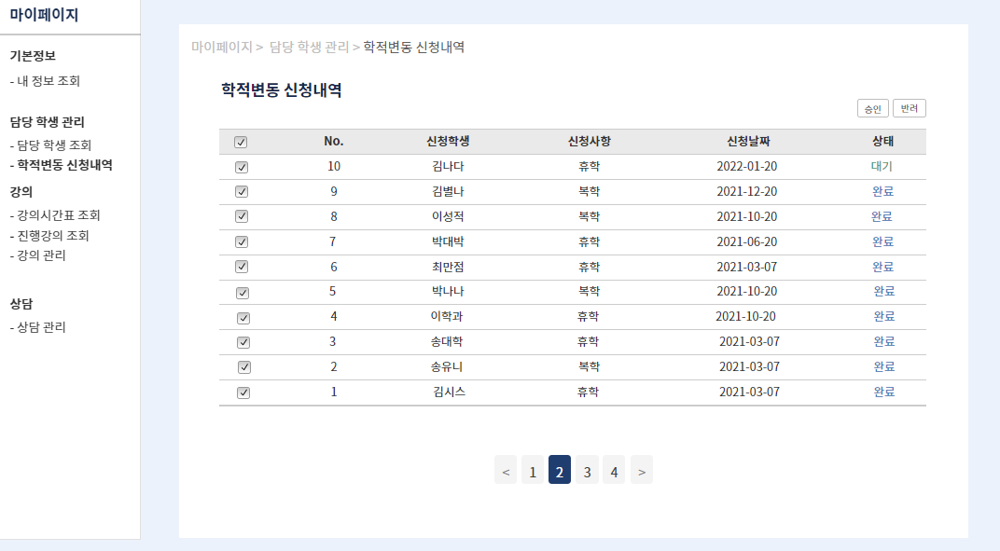 마이페이지
기본정보
- 내 정보 조회
담당 학생 관리
- 담당 학생 조회
- 학적변동 신청내역
강의
- 강의시간표 조회
- 진행강의 조회
- 강의 관리
상담
- 상담 관리
마이페이지 > 담당 학생 관리 > 학적변동 신청내역
학적변동 신청내역
승인 반려
No. 신청학생 신청사항 신청날짜 상태
10 김나다 휴학 2022-01-20 대기
9 김별나 복학 2021-12-20 완료
8 이성적 복학 2021-10-20 완료
7 박대박 휴학 2021-06-20 완료
6 최만점 휴학 2021-03-07 완료
5 박나나 복학 2021-10-20 완료
4 이학과 휴학 2021-10-20 완료
3 송대학 휴학 2021-03-07 완료
2 송유니 복학 2021-03-07 완료
1 김시스 휴학 2021-03-07 완료
< 1 2 3 4 >